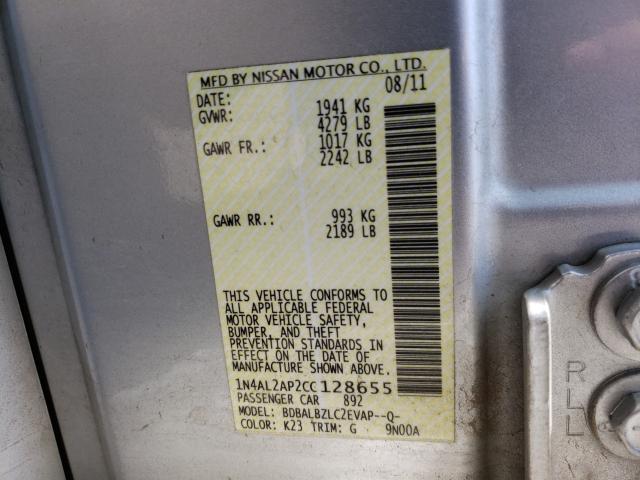 MFD BY NISSAN MOTOR CO., LTD.
DATE: 08/11
GVWR: 1941 KG
4279 LB
GAWR FR.: 1017 KG
2242 LB
GAWR RR.: 993 KG
2189 LB
THIS VEHICLE CONFORMS TO
ALL APPLICABLE FEDERAL
MOTOR VEHICLE SAFETY,
BUMPER, AND THEFT
PREVENTION STANDARDS IN
EFFECT ON THE DATE OF
MANUFACTURE SHOWN ABOVE.
1N4AL2AP2CC128655
PASSENGER CAR 892
MODEL: BDBALBZLC2EVAP--Q-
COLOR: K23 TRIM: G 9N00A
RLL